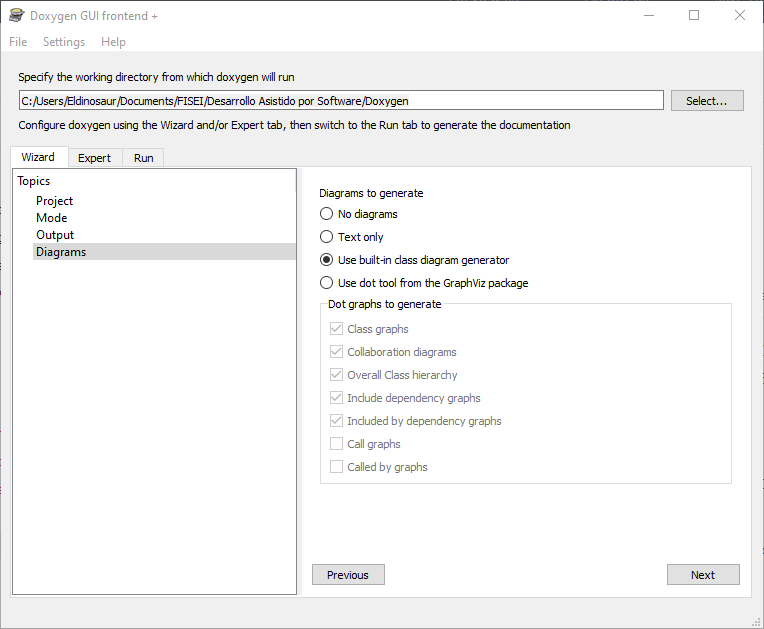 Doxygen GUI frontend +
File Settings Help
Specify the working directory from which doxygen will run
C:/Users/Eldinosaur/Documents/FISEI/Desarrollo Asistido por Software/Doxygen
Select...
Configure doxygen using the Wizard and/or Expert tab, then switch to the Run tab to generate the documentation
Wizard Expert Run
Topics
Project
Mode
Output
Diagrams
Diagrams to generate
No diagrams
Text only
Use built-in class diagram generator
Use dot tool from the GraphViz package
Dot graphs to generate
Class graphs
Collaboration diagrams
Overall Class hierarchy
Include dependency graphs
Included by dependency graphs
Call graphs
Called by graphs
Previous
Next